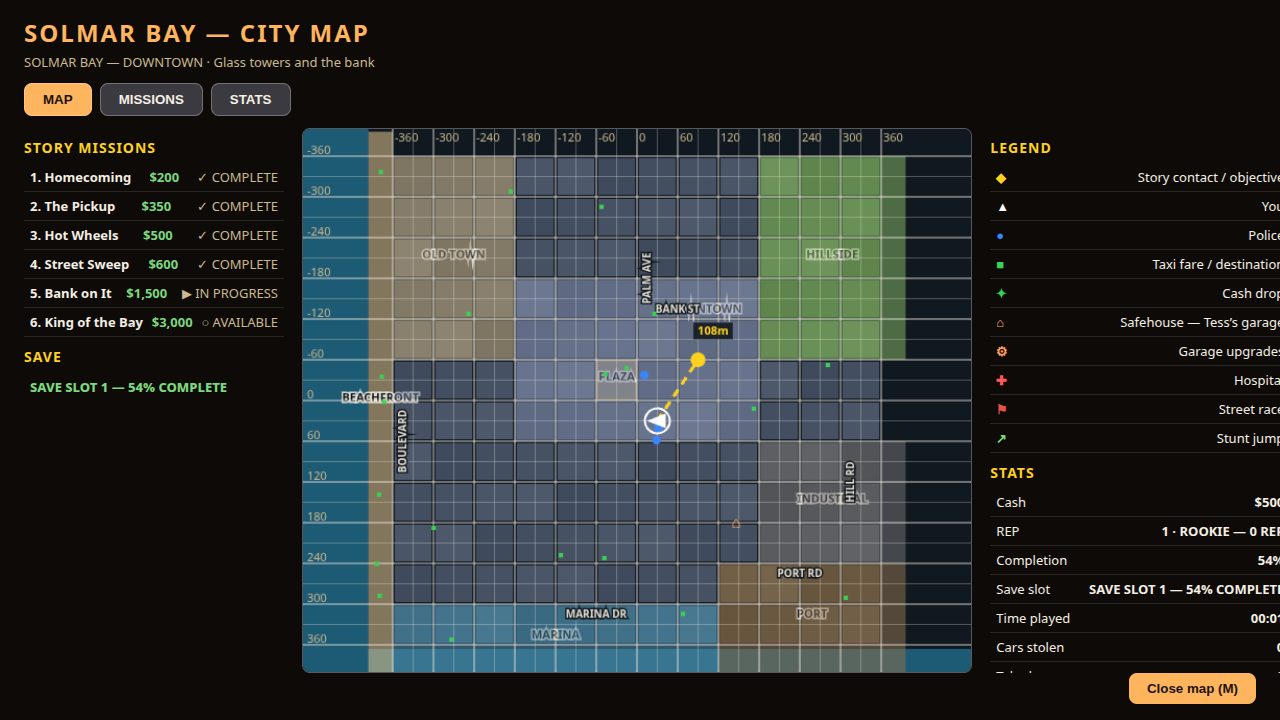 SOLMAR BAY — CITY MAP
SOLMAR BAY — DOWNTOWN · Glass towers and the bank
MAP
MISSIONS
STATS
STORY MISSIONS
1. Homecoming $200 ✓ COMPLETE
2. The Pickup $350 ✓ COMPLETE
3. Hot Wheels $500 ✓ COMPLETE
4. Street Sweep $600 ✓ COMPLETE
5. Bank on It $1,500 ▶ IN PROGRESS
6. King of the Bay $3,000 ○ AVAILABLE
SAVE
SAVE SLOT 1 — 54% COMPLETE
-360 -300 -240 -180 -120 -60 0 60 120 180 240 300 360
-360
-300
-240
-180
-120
-60
0
60
120
180
240
300
360
OLD TOWN
HILLSIDE
PALM AVE
BANK ST
NTOWN
108m
PLAZA
BEACHFRONT
BOULEVARD
HILL RD
INDUSTRIAL
PORT RD
MARINA DR
PORT
MARINA
LEGEND
Story contact / objective
You
Police
Taxi fare / destination
Cash drop
Safehouse — Tess's garage
Garage upgrades
Hospita
Street race
Stunt jump
STATS
Cash $500
REP 1 · ROOKIE — 0 REP
Completion 54%
Save slot SAVE SLOT 1 — 54% COMPLETE
Time played 00:01
Cars stolen 0
Close map (M)